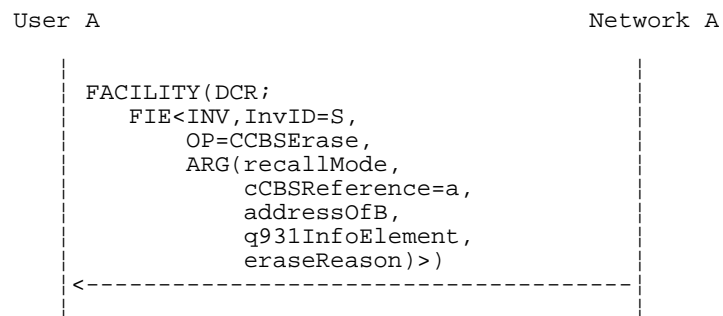 User A Network A
FACILITY(DCR;
FIE<INV,InvID=S,
OP=CCBSErase,
ARG(recallMode,
cCBSReference=a,
addressOfB,
q931InfoElement,
eraseReason)>)